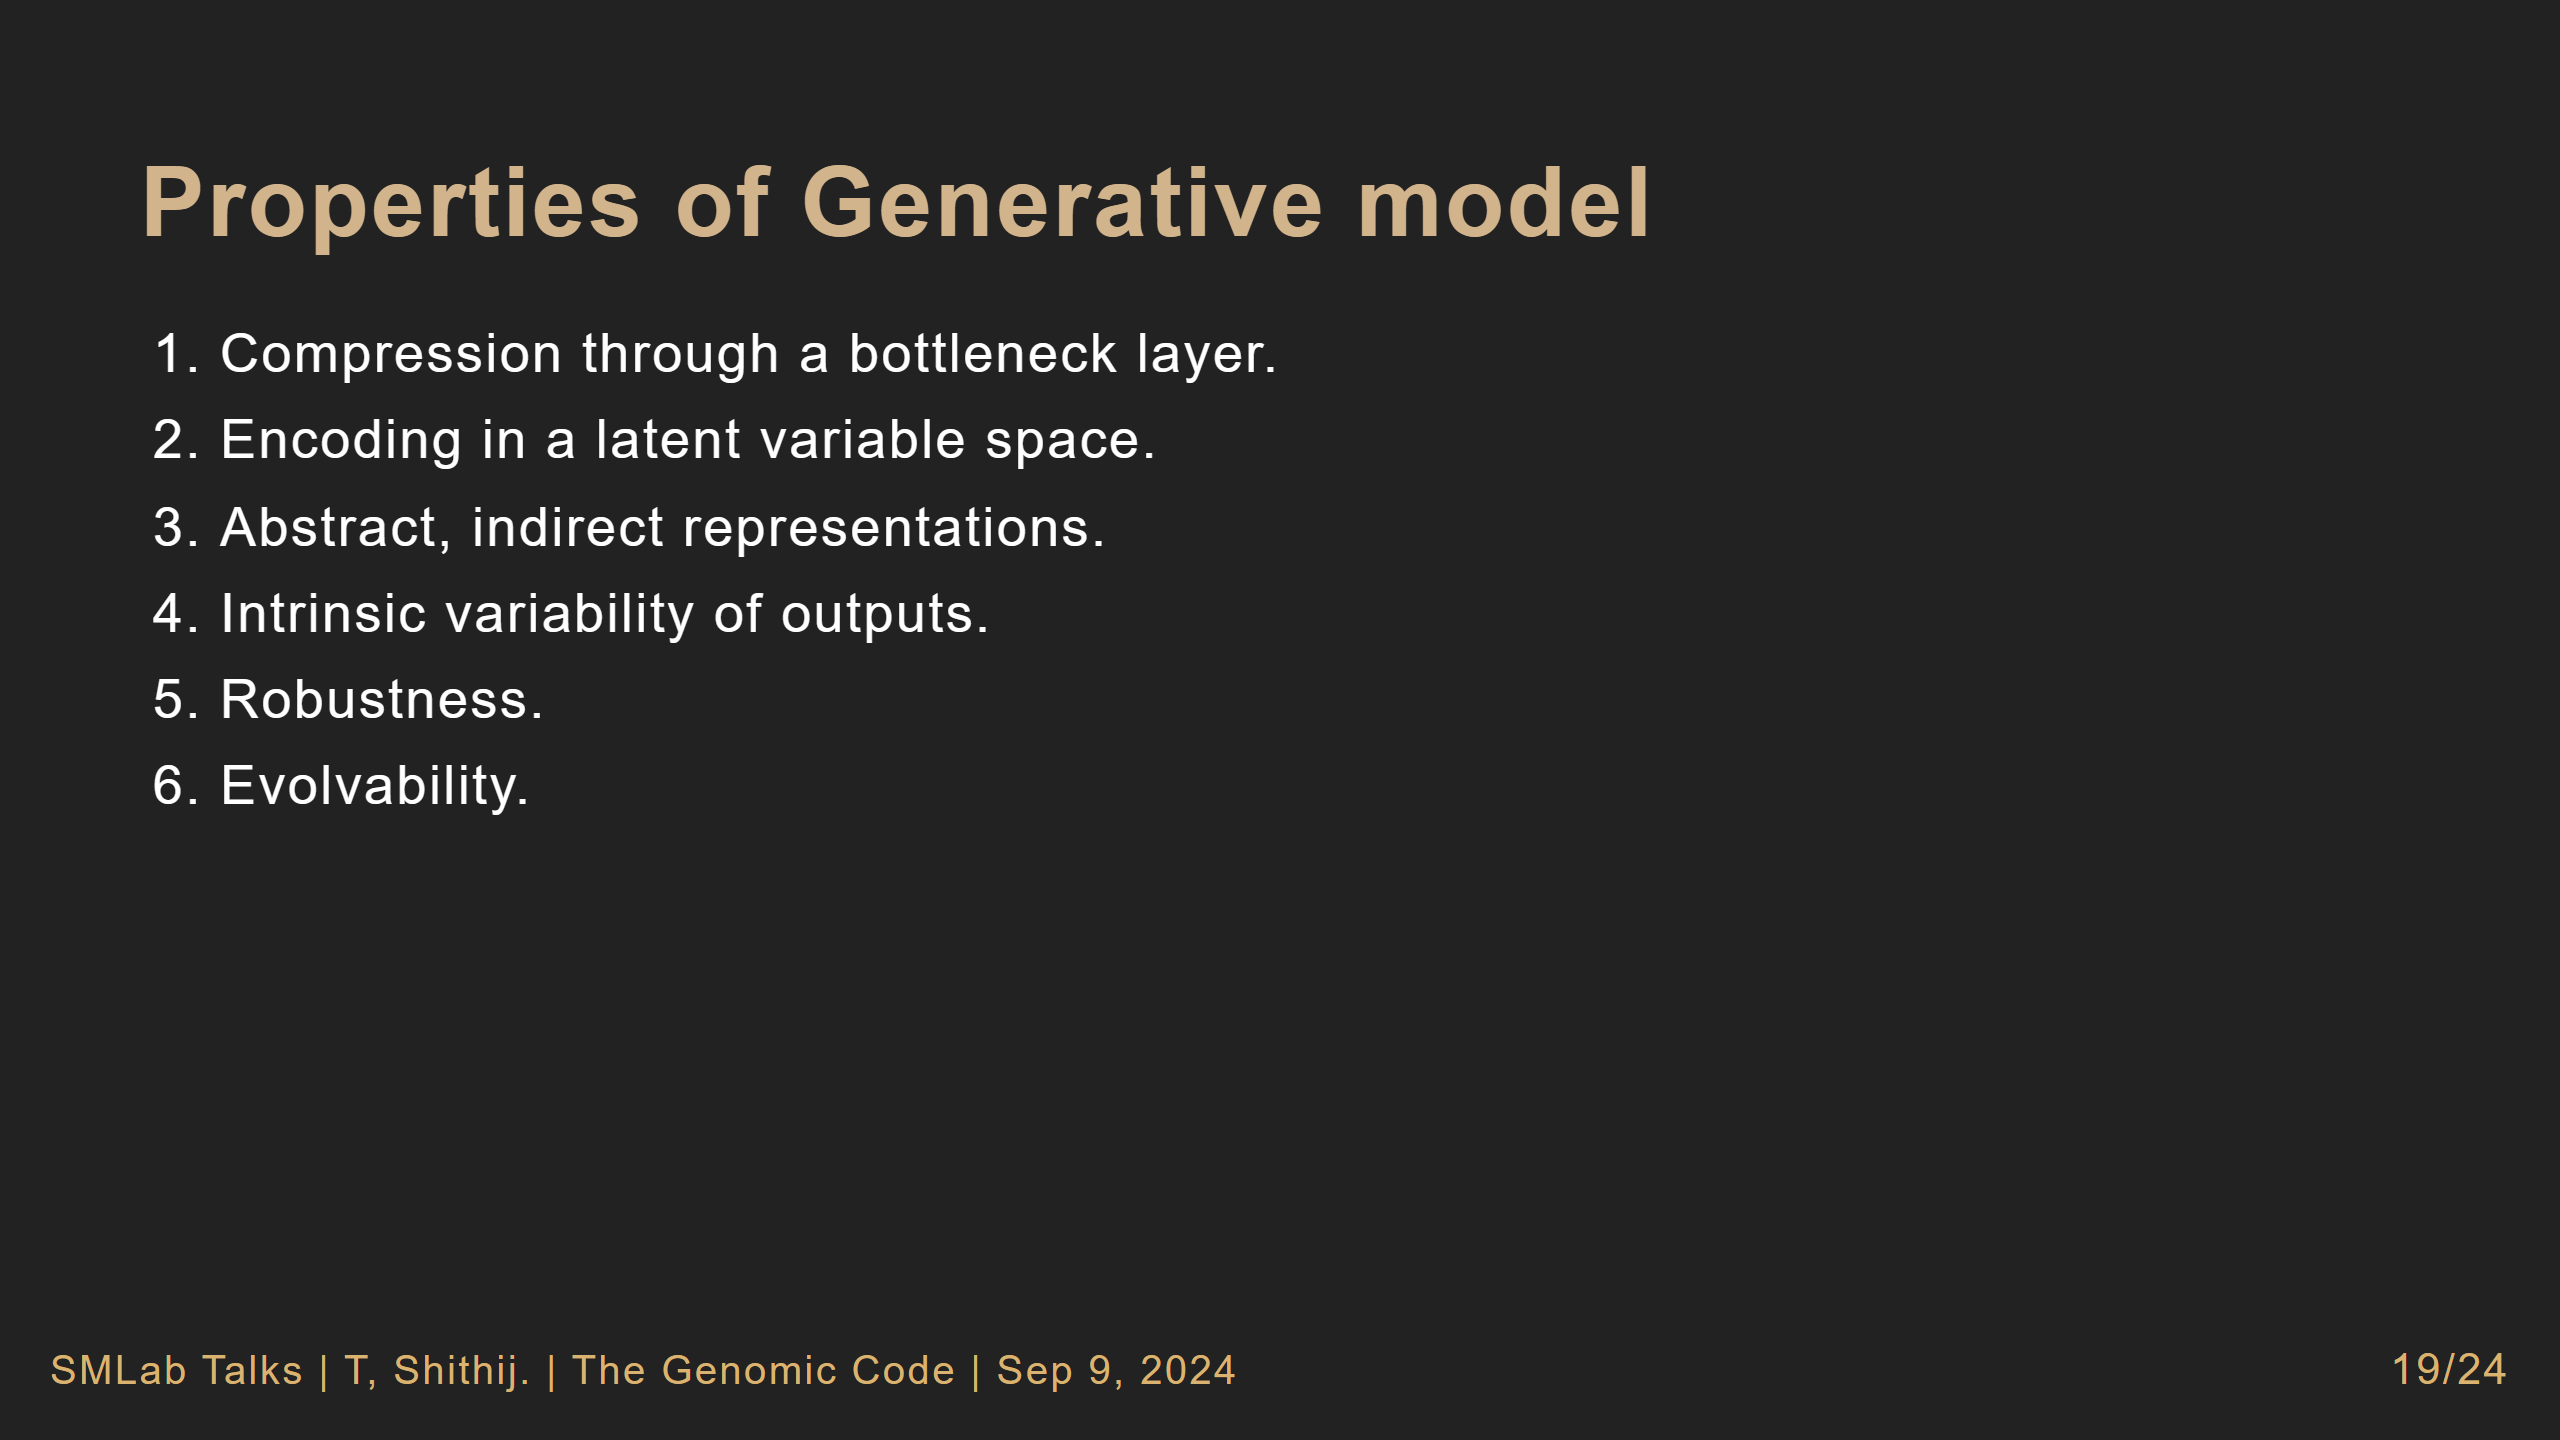 Properties of Generative model
1. Compression through a bottleneck layer.
2. Encoding in a latent variable space.
3. Abstract, indirect representations.
4. Intrinsic variability of outputs.
5. Robustness.
6. Evolvability.
SMLab Talks | T, Shithij. | The Genomic Code | Sep 9, 2024
19/24